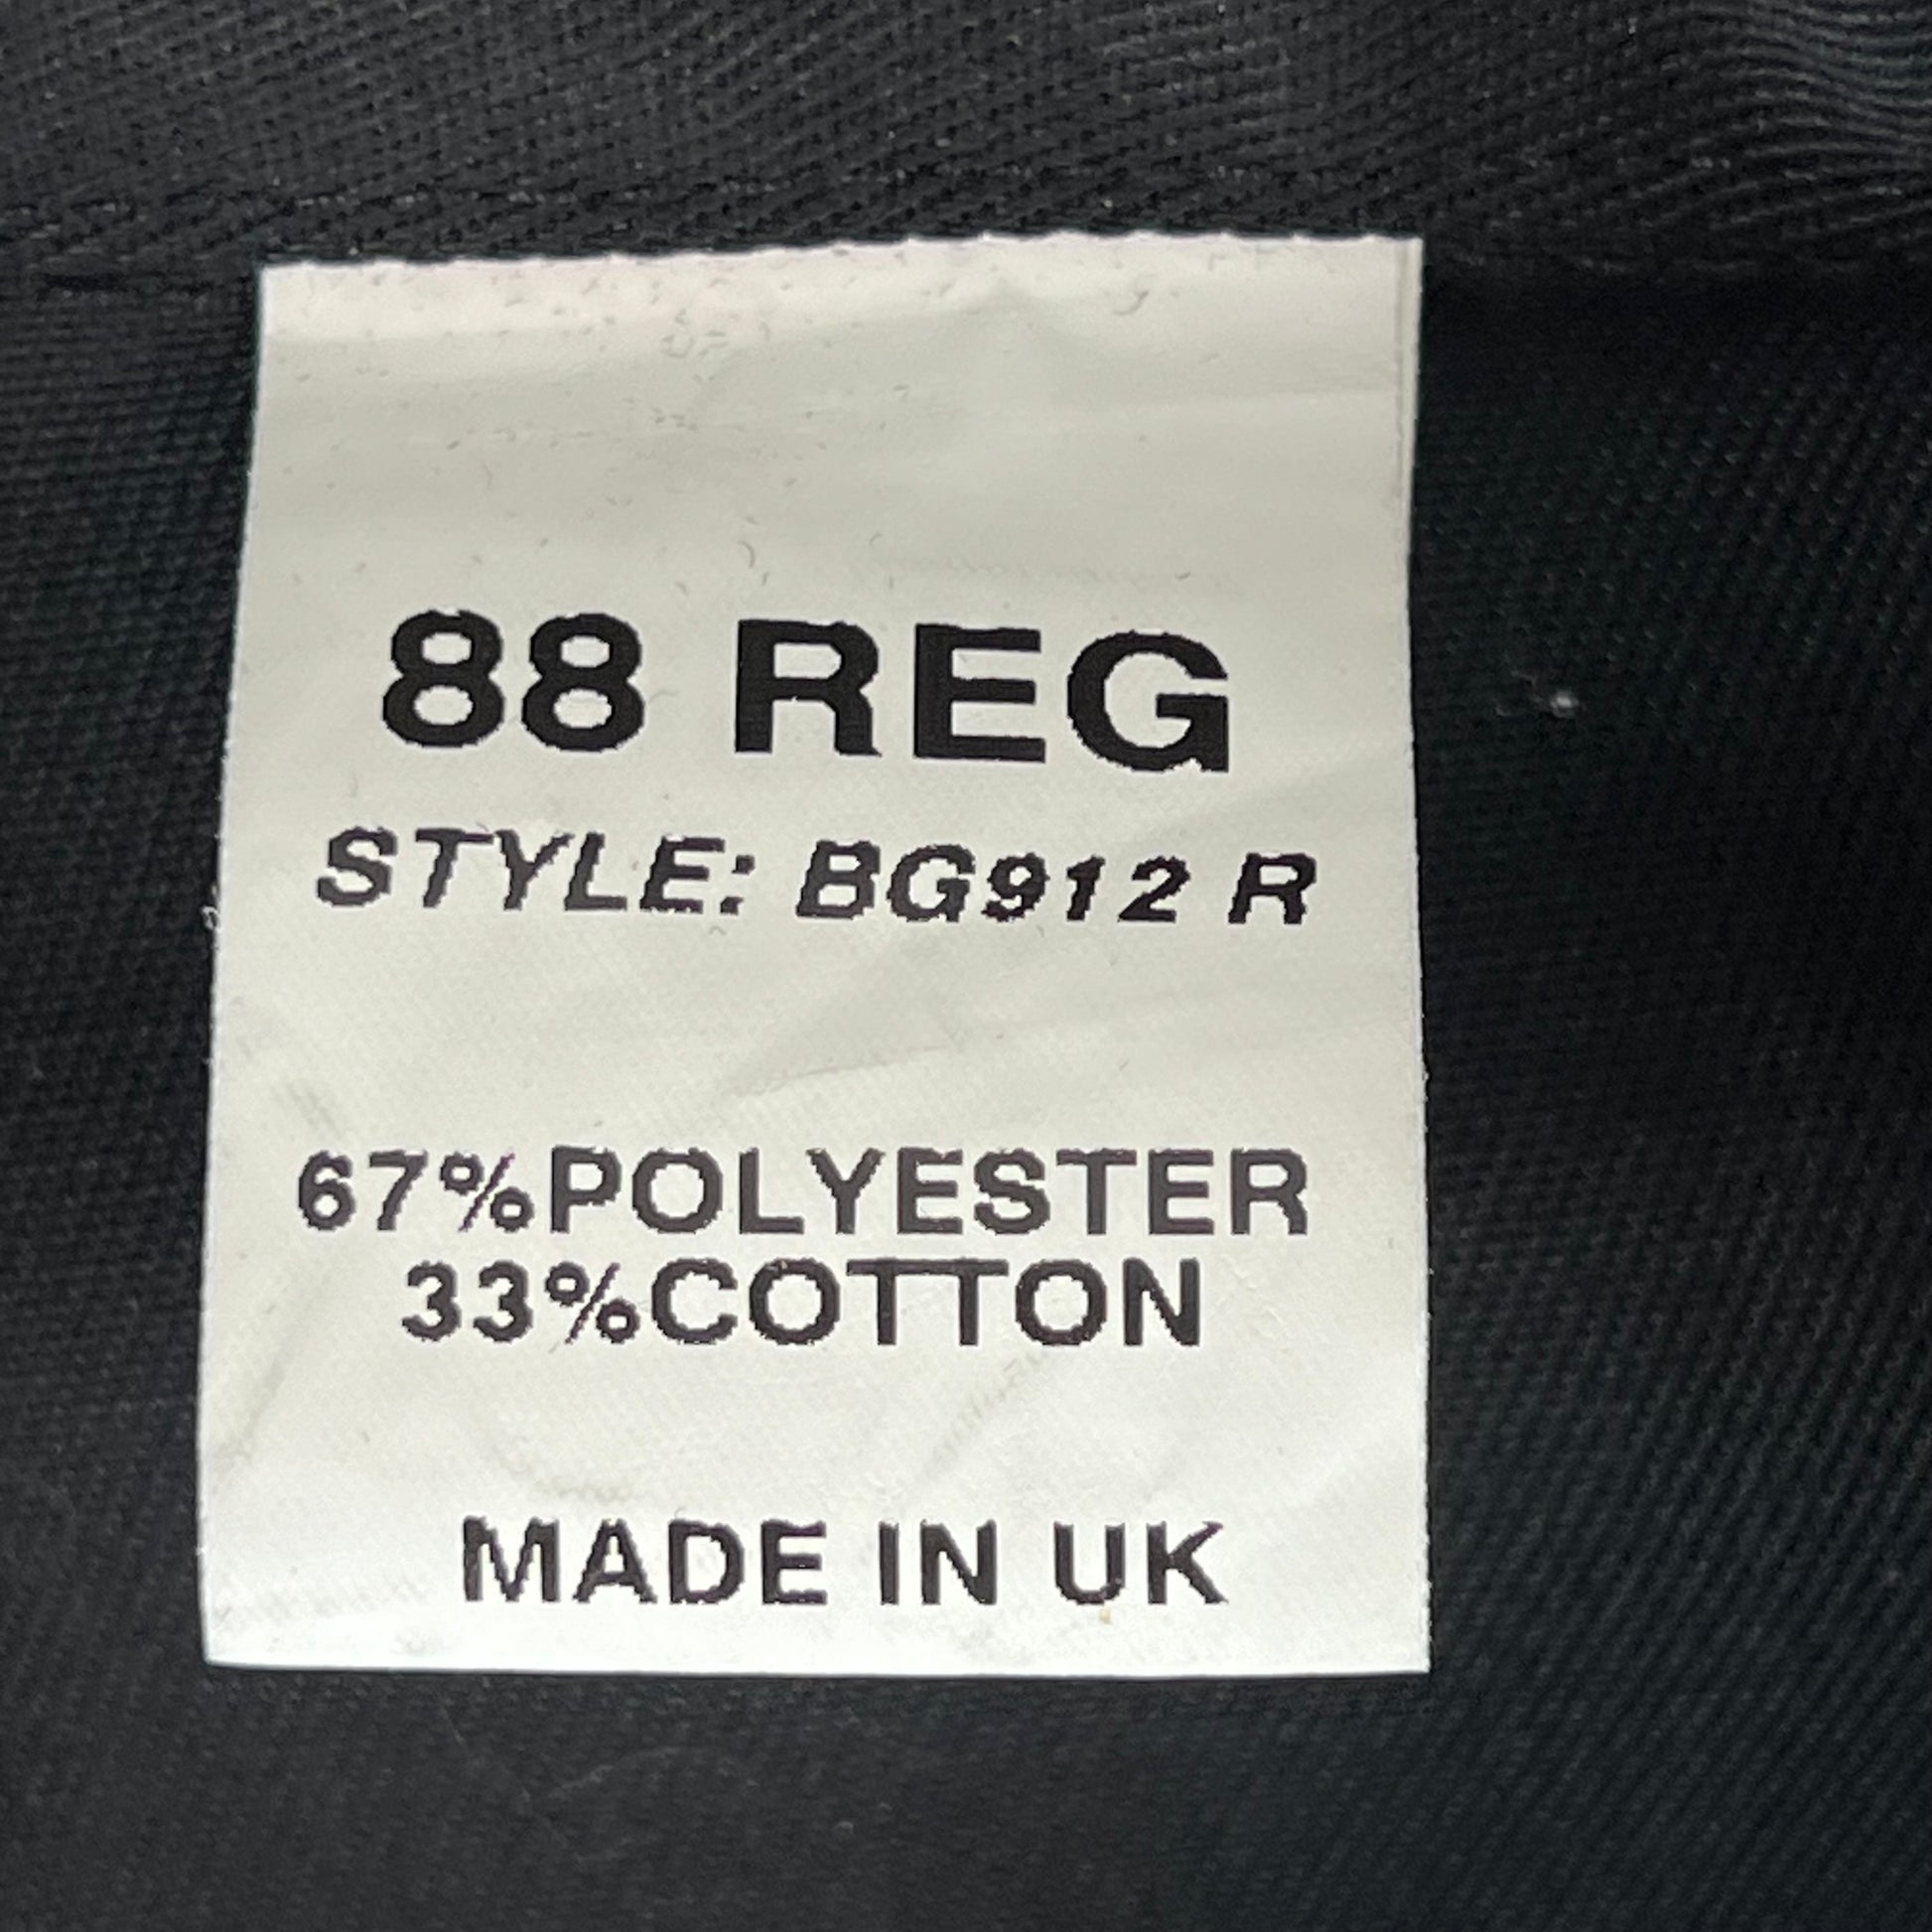 88 REG
STYLE: BG912 R
67%POLYESTER
33%COTTON
MADE IN UK